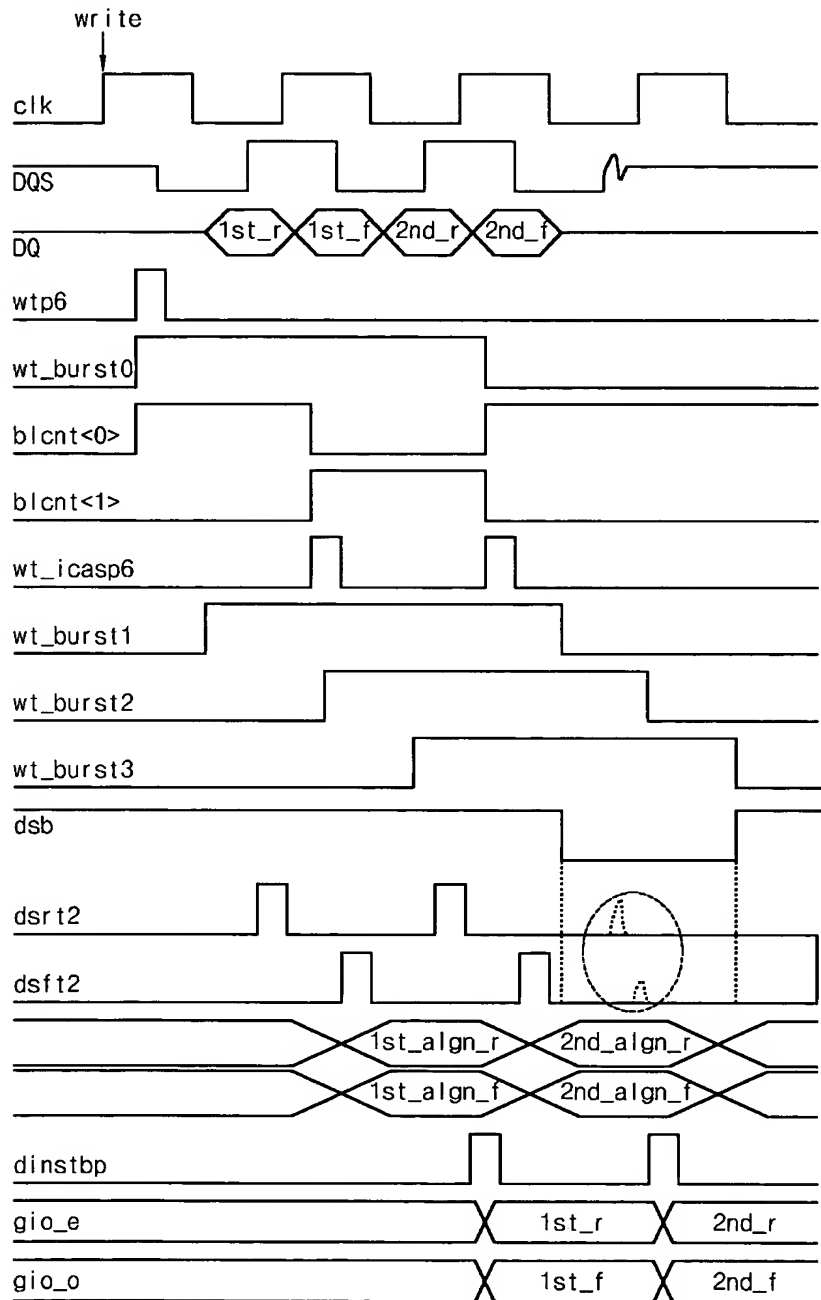 write
clk
DQS
DQ
1st_r 1st_f 2nd_r 2nd_f
wtp6
wt_burst0
blcnt<0>
blcnt<1>
wt_icasp6
wt_burst1
wt_burst2
wt_burst3
dsb
dsrt2
dsft2
1st_algn_r 2nd_algn_r
1st_algn_f 2nd_algn_f
dinstbp
gio_e 1st_r 2nd_r
gio_o 1st_f 2nd_f